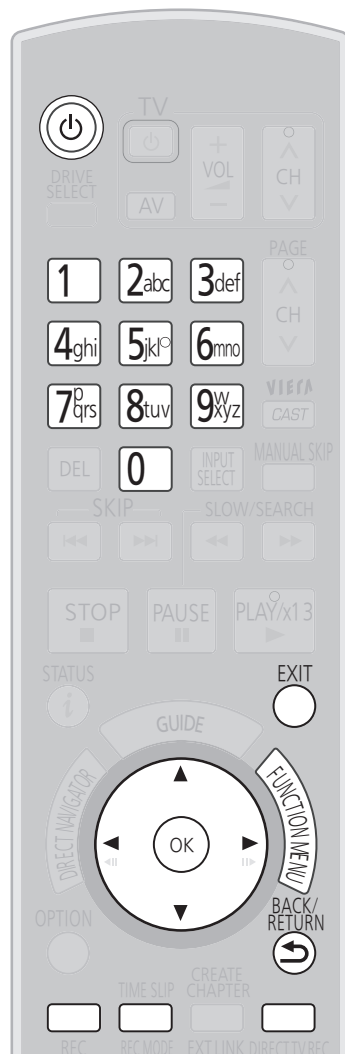 TV
DRIVE SELECT
AV
VOL
CH
PAGE
CH
1 2abc 3def
4ghi 5jkl 6mno
7pqrs 8tuv 9wxyz
VIERA
CAST
DEL 0 INPUT SELECT MANUAL SKIP
SKIP SLOW/SEARCH
STOP PAUSE PLAY/x1.3
STATUS EXIT
GUIDE
DIRECT NAVIGATOR FUNCTION MENU
OK
OPTION BACK/
RETURN
CREATE
TIME SLIP CHAPTER
REC REC MODE EXT LINK DIRECT TV REC